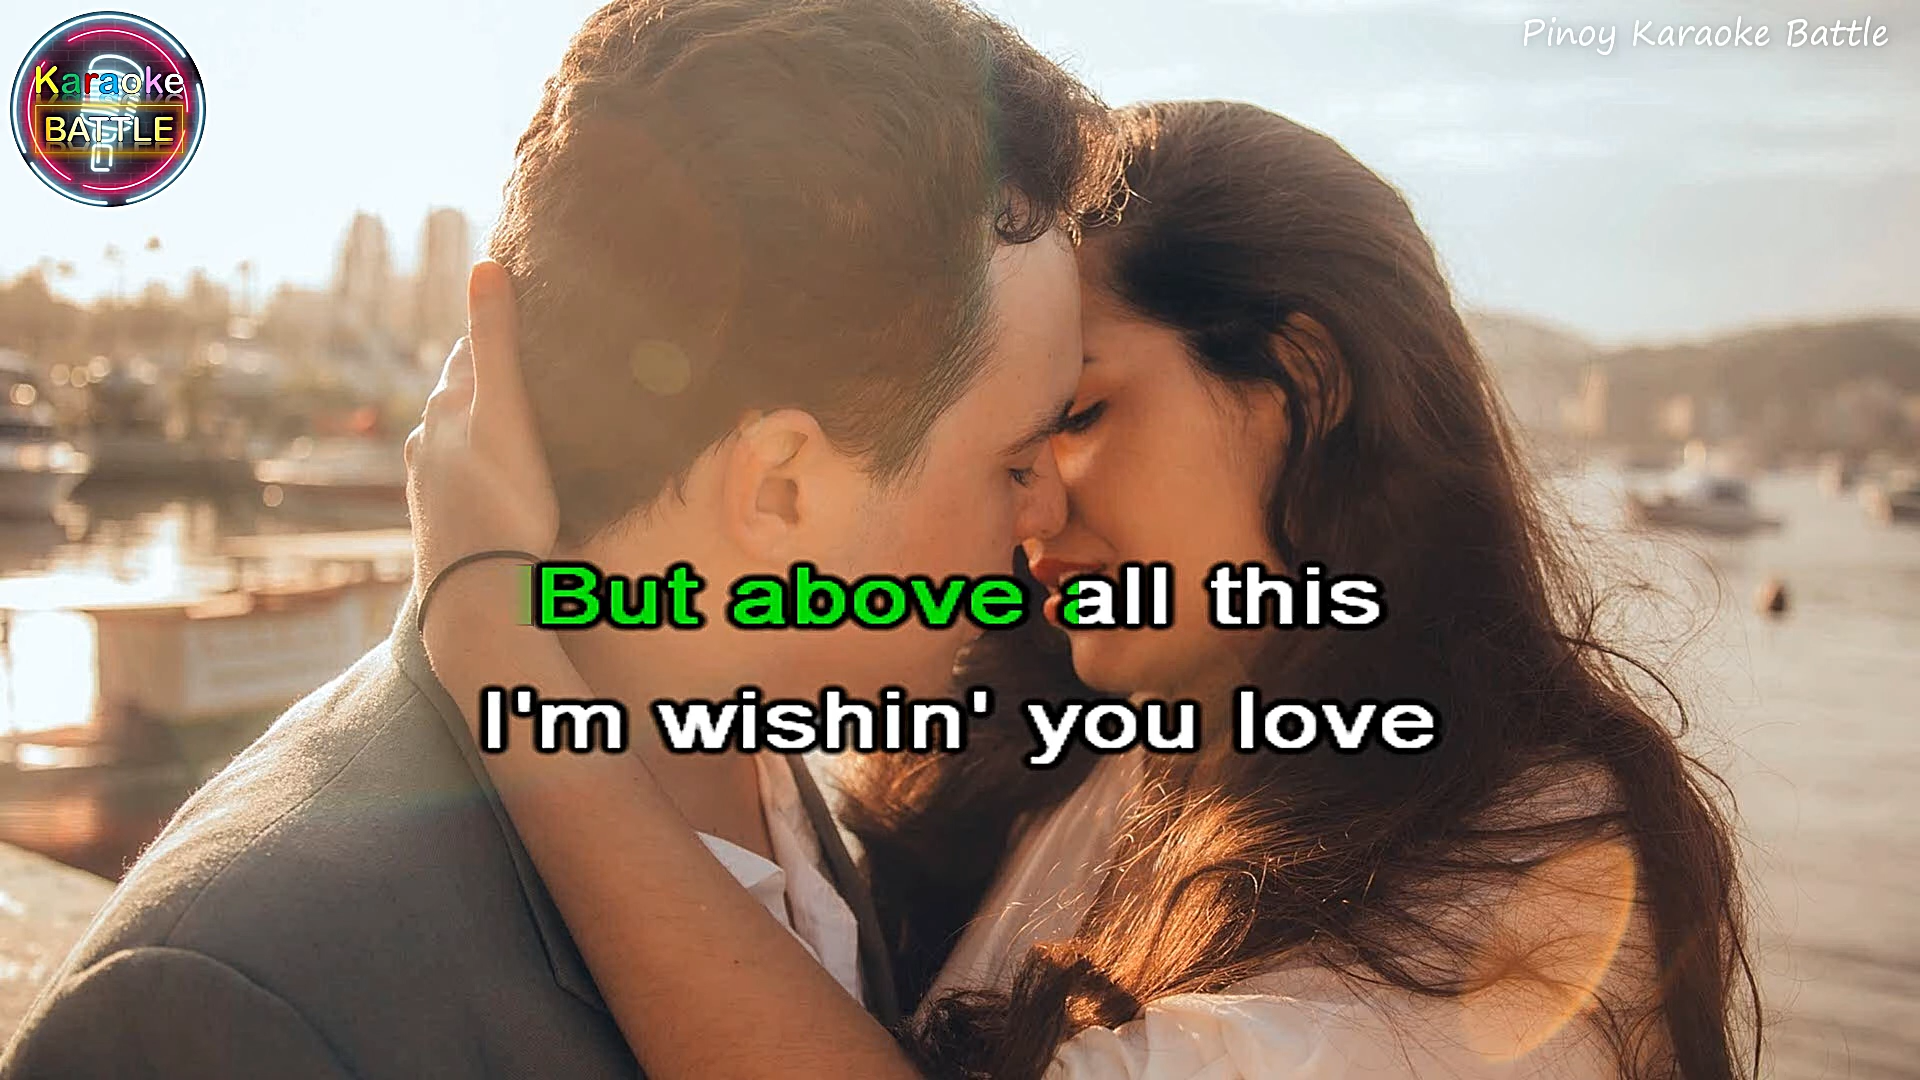 Karaoke
BATTLE
Pinoy Karaoke Battle
But above all this
I'm wishin' you love